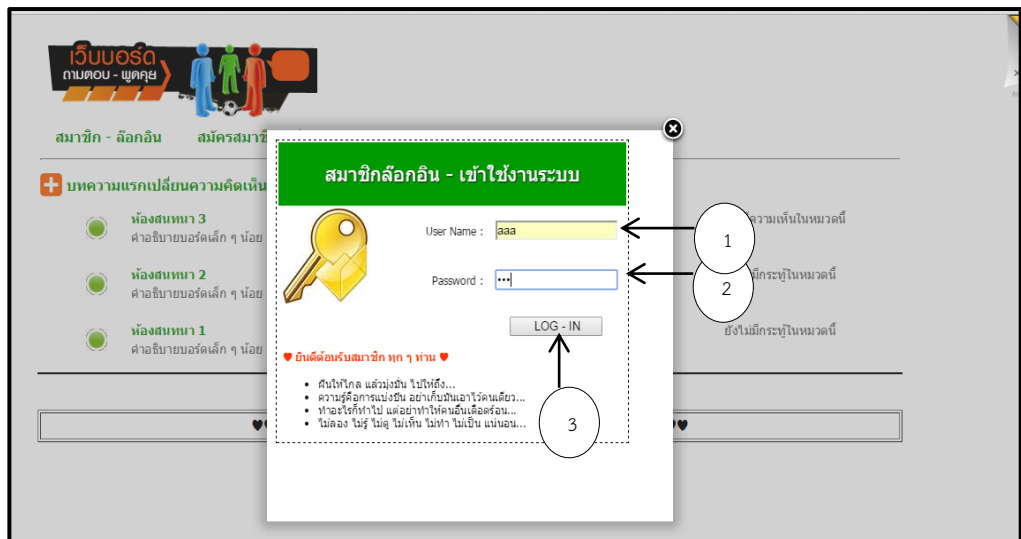 เว็บบอร์ด
ถามตอบ - พูดคุย
สมาชิก - ล๊อกอิน สมัครสมาชิ
บทความแรกเปลี่ยนความคิดเห็น
ห้องสนทนา 3
คำอธิบายบอร์ดเล็ก ๆ น้อย
ความเห็นในหมวดนี้
ห้องสนทนา 2
คำอธิบายบอร์ดเล็ก ๆ น้อย
มีกระทู้ในหมวดนี้
ห้องสนทนา 1
คำอธิบายบอร์ดเล็ก ๆ น้อย
ยังไม่มีกระทู้ในหมวดนี้
สมาชิกล๊อกอิน - เข้าใช้งานระบบ
User Name : aaa
1
Password : •••
2
LOG - IN
3
♥ ยินดีต้อนรับสมาชิก ทุก ๆ ท่าน ♥
• ฝันให้ไกล แล้วมุ่งมั่น ไปให้ถึง...
• ความรู้คือการแบ่งปัน อย่าเก็บมันเอาไว้คนเดียว...
• ทำอะไรก็ทำไป แต่อย่าทำให้คนอื่นเดือดร้อน...
• ไม่ลอง ไม่รู้ ไม่ดู ไม่เห็น ไม่ทำ ไม่เป็น แน่นอน...